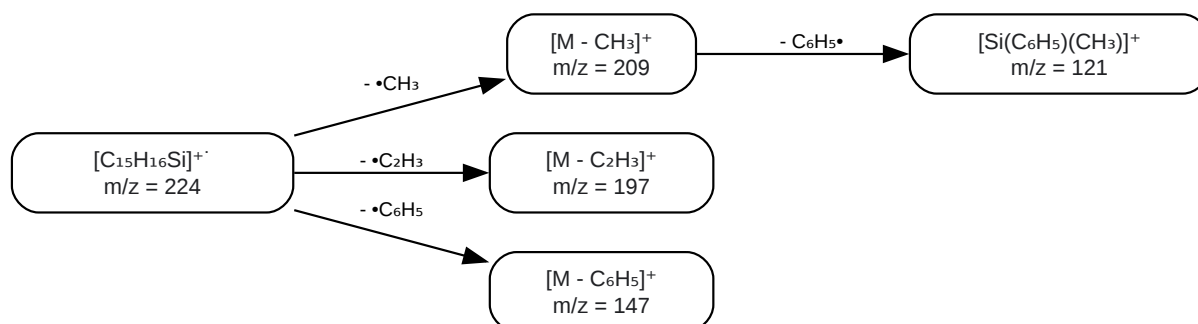 [M - CH₃]⁺
m/z = 209
- C₆H₅•
[Si(C₆H₅)(CH₃)]⁺
m/z = 121
- •CH₃
[C₁₅H₁₆Si]⁺˙
m/z = 224
- •C₂H₃
[M - C₂H₃]⁺
m/z = 197
- •C₆H₅
[M - C₆H₅]⁺
m/z = 147